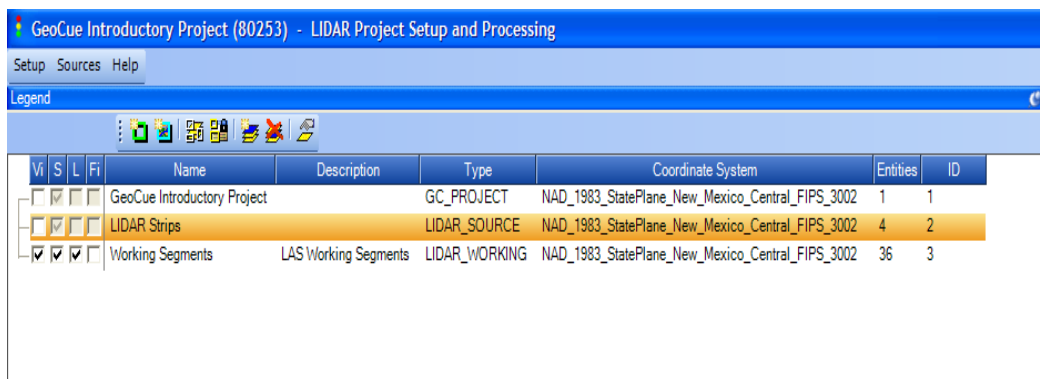 GeoCue Introductory Project (80253) - LIDAR Project Setup and Processing
Setup Sources Help
Legend
Vi S L Fi Name Description Type Coordinate System Entities ID
GeoCue Introductory Project GC_PROJECT NAD_1983_StatePlane_New_Mexico_Central_FIPS_3002 1 1
LIDAR Strips LIDAR_SOURCE NAD_1983_StatePlane_New_Mexico_Central_FIPS_3002 4 2
Working Segments LAS Working Segments LIDAR_WORKING NAD_1983_StatePlane_New_Mexico_Central_FIPS_3002 36 3